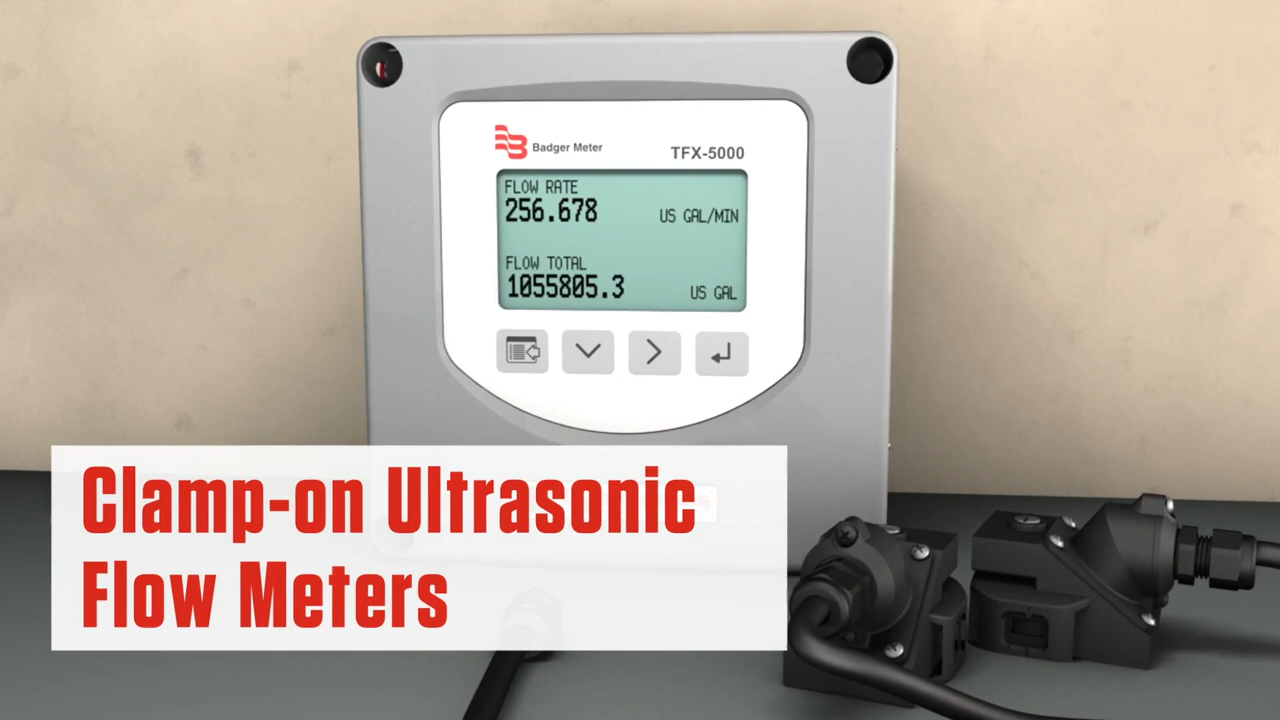 Badger Meter
TFX-5000
FLOW RATE
256.678 US GAL/MIN
FLOW TOTAL
1055805.3 US GAL
Clamp-on Ultrasonic
Flow Meters